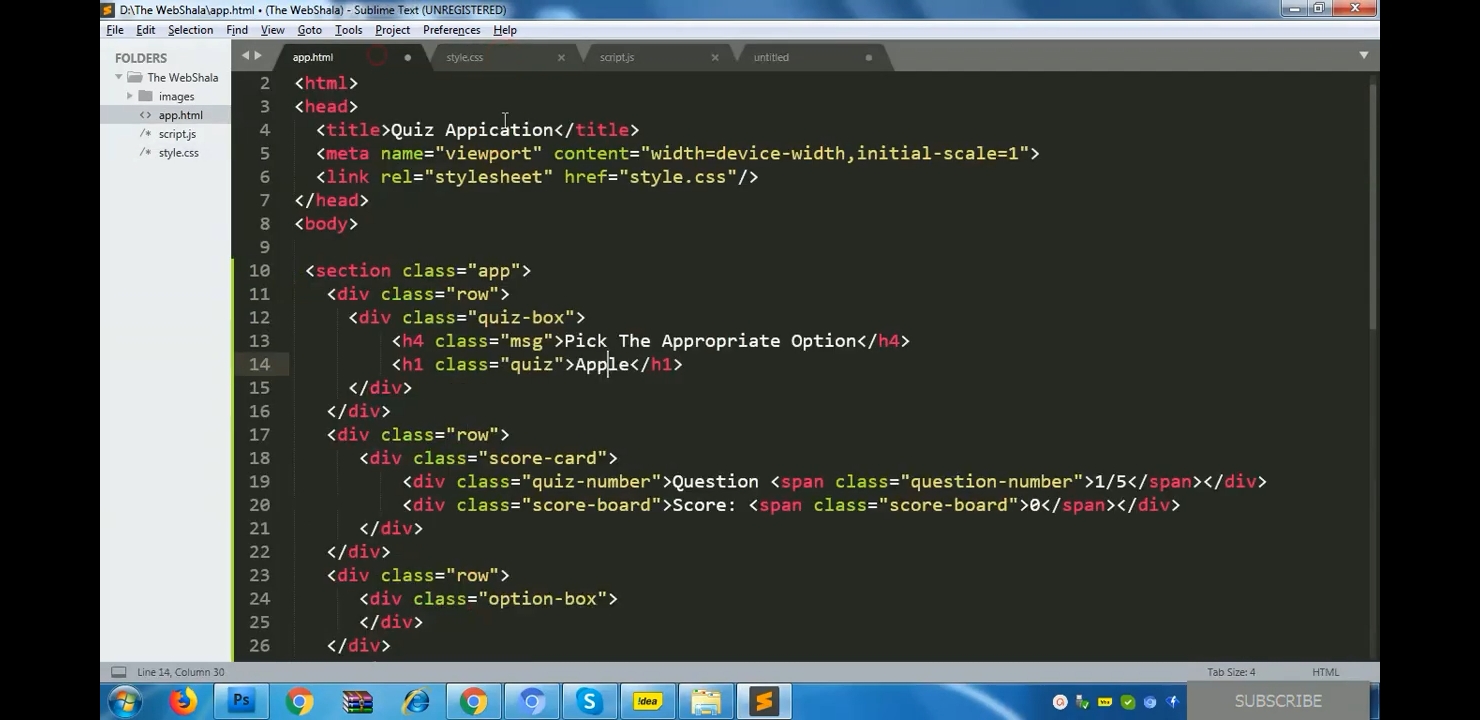 D:\The WebShala\app.html • (The WebShala) - Sublime Text (UNREGISTERED)
File Edit Selection Find View Goto Tools Project Preferences Help
FOLDERS
The WebShala
images
<> app.html
/* script.js
/* style.css
app.html style.css script.js untitled
2 <html>
3 <head>
4 <title>Quiz Appication</title>
5 <meta name="viewport" content="width=device-width,initial-scale=1">
6 <link rel="stylesheet" href="style.css"/>
7 </head>
8 <body>
9
10 <section class="app">
11 <div class="row">
12 <div class="quiz-box">
13 <h4 class="msg">Pick The Appropriate Option</h4>
14 <h1 class="quiz">Apple</h1>
15 </div>
16 </div>
17 <div class="row">
18 <div class="score-card">
19 <div class="quiz-number">Question <span class="question-number">1/5</span></div>
20 <div class="score-board">Score: <span class="score-board">0</span></div>
21 </div>
22 </div>
23 <div class="row">
24 <div class="option-box">
25 </div>
26 </div>
Line 14, Column 30 Tab Size: 4 HTML
Ps !dea
SUBSCRIBE